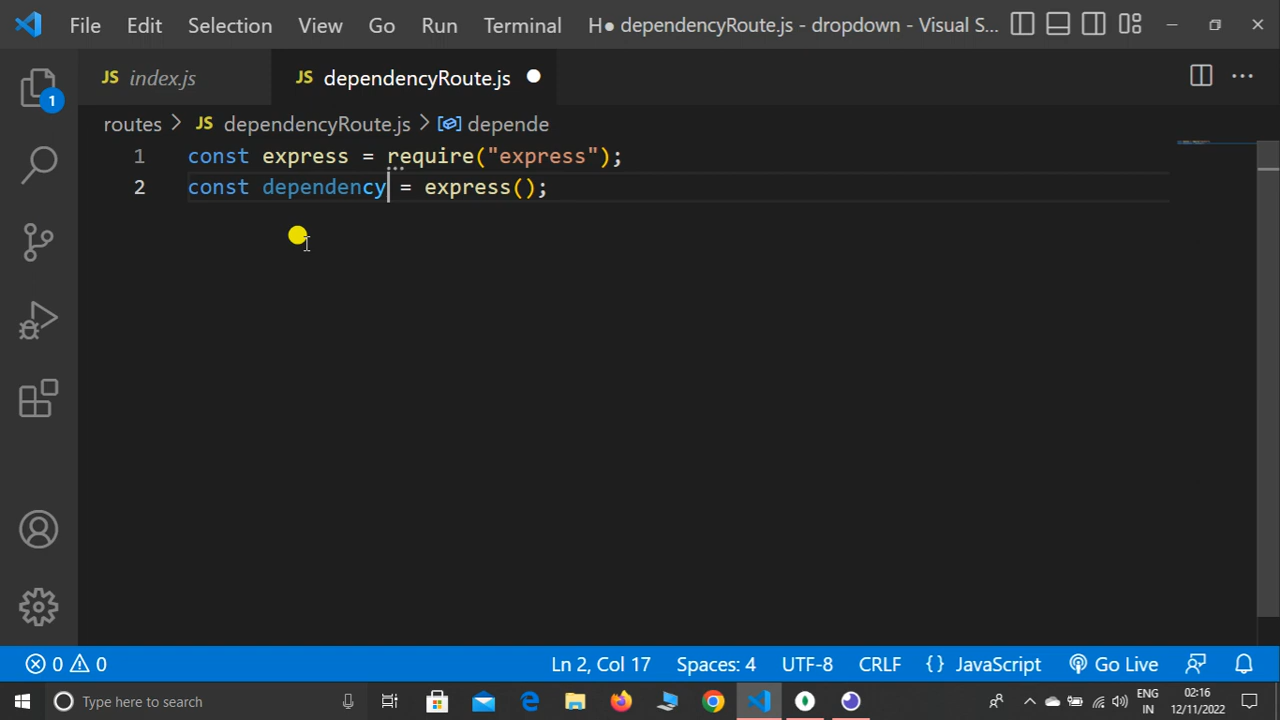 File Edit Selection View Go Run Terminal H● dependencyRoute.js - dropdown - Visual S...
JS index.js JS dependencyRoute.js
1
routes > JS dependencyRoute.js > depende
1 const express = require("express");
2 const dependency = express();
0 0 Ln 2, Col 17 Spaces: 4 UTF-8 CRLF {} JavaScript Go Live
Type here to search ENG IN 02:16 12/11/2022